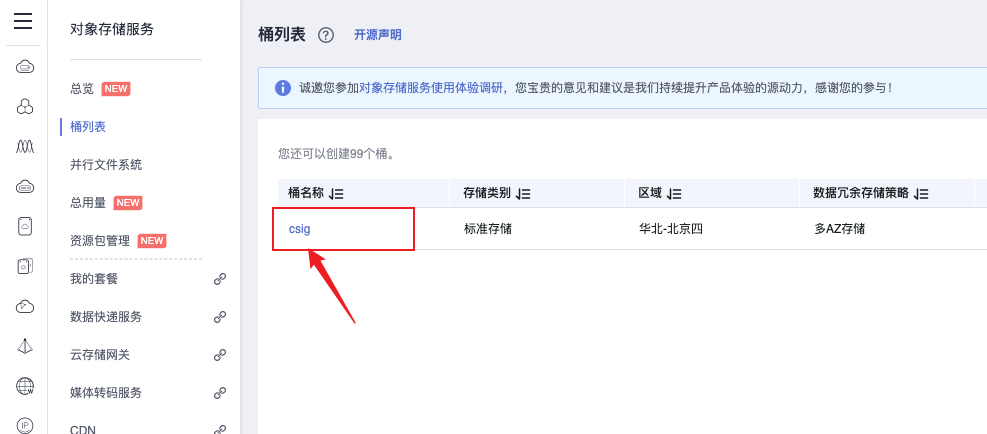 对象存储服务
总览 NEW
桶列表
并行文件系统
总用量 NEW
资源包管理 NEW
我的套餐
数据快递服务
云存储网关
媒体转码服务
CDN
IP
桶列表 ? 开源声明
诚邀您参加对象存储服务使用体验调研，您宝贵的意见和建议是我们持续提升产品体验的源动力，感谢您的参与！
您还可以创建99个桶。
桶名称 存储类别 区域 数据冗余存储策略
csig 标准存储 华北-北京四 多AZ存储